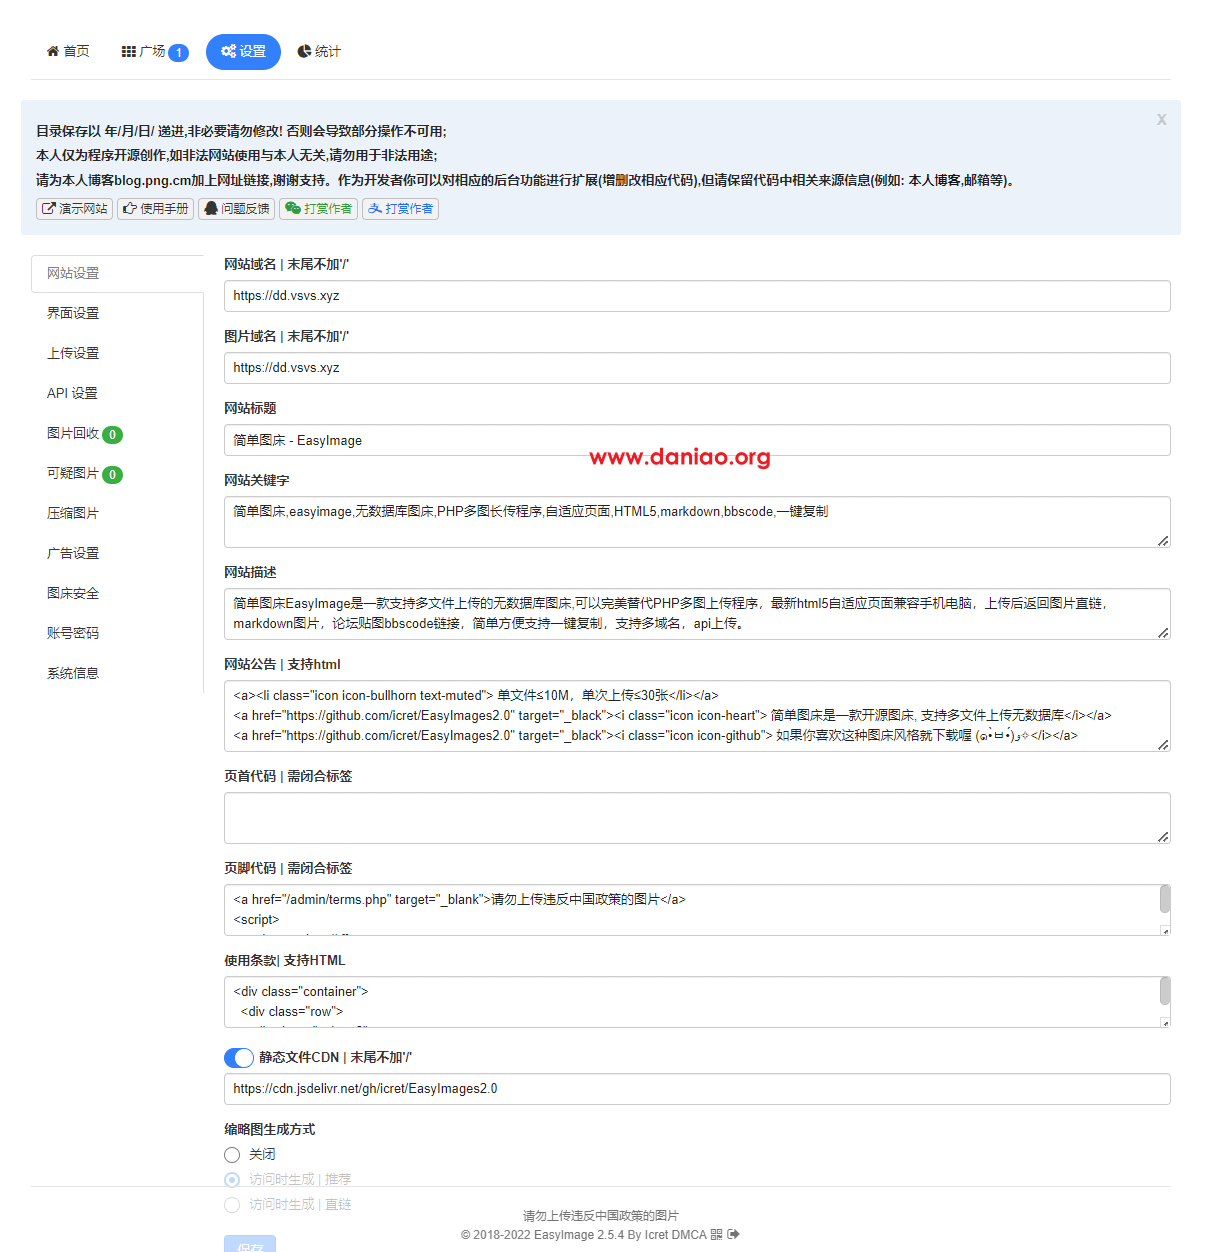 首页 广场 1 设置 统计
X
目录保存以 年/月/日/ 递进,非必要请勿修改! 否则会导致部分操作不可用;
本人仅为程序开源创作,如非法网站使用与本人无关,请勿用于非法用途;
请为本人博客blog.png.cm加上网址链接,谢谢支持。作为开发者你可以对相应的后台功能进行扩展(增删改相应代码),但请保留代码中相关来源信息(例如: 本人博客,邮箱等)。
演示网站 使用手册 问题反馈 打赏作者 打赏作者
网站设置
界面设置
上传设置
API 设置
图片回收 0
可疑图片 0
压缩图片
广告设置
图床安全
账号密码
系统信息
网站域名 | 末尾不加'/'
https://dd.vsvs.xyz
图片域名 | 末尾不加'/'
https://dd.vsvs.xyz
网站标题
简单图床 - EasyImage
www.daniao.org
网站关键字
简单图床,easyimage,无数据库图床,PHP多图长传程序,自适应页面,HTML5,markdown,bbscode,一键复制
网站描述
简单图床EasyImage是一款支持多文件上传的无数据库图床,可以完美替代PHP多图上传程序，最新html5自适应页面兼容手机电脑，上传后返回图片直链，
markdown图片，论坛贴图bbscode链接，简单方便支持一键复制，支持多域名，api上传。
网站公告 | 支持html
<a><li class="icon icon-bullhorn text-muted"> 单文件≤10M，单次上传≤30张</li></a>
<a href="https://github.com/icret/EasyImages2.0" target="_black"><i class="icon icon-heart"> 简单图床是一款开源图床, 支持多文件上传无数据库</i></a>
<a href="https://github.com/icret/EasyImages2.0" target="_black"><i class="icon icon-github"> 如果你喜欢这种图床风格就下载喔 (๑•̀ㅂ•́)و✧</i></a>
页首代码 | 需闭合标签
页脚代码 | 需闭合标签
<a href="/admin/terms.php" target="_blank">请勿上传违反中国政策的图片</a>
<script>
使用条款| 支持HTML
<div class="container">
<div class="row">
静态文件CDN | 末尾不加'/'
https://cdn.jsdelivr.net/gh/icret/EasyImages2.0
缩略图生成方式
关闭
访问时生成 | 推荐
访问时生成 | 直链
保存
请勿上传违反中国政策的图片
© 2018-2022 EasyImage 2.5.4 By Icret DMCA